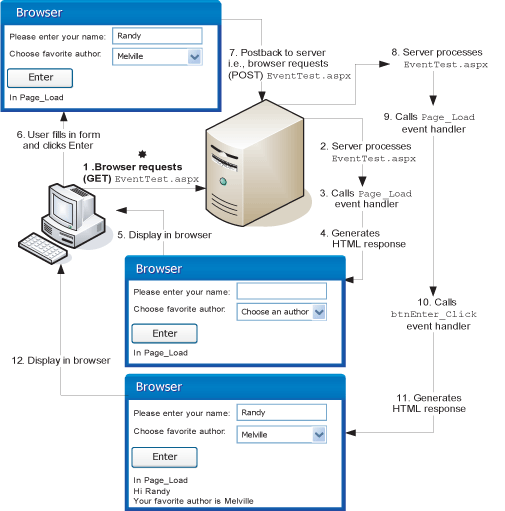 Browser
Please enter your name:
Randy
Choose favorite author:
Melville
Enter
In Page_Load
7. Postback to server
i.e., browser requests
(POST) EventTest.aspx
8. Server processes
EventTest.aspx
9. Calls Page_Load
event handler
6. User fills in form
and clicks Enter
1 .Browser requests
(GET) EventTest.aspx
2. Server processes
EventTest.aspx
3. Calls Page_Load
event handler
4. Generates
HTML response
5. Display in browser
Browser
Please enter your name:
Choose favorite author:
Choose an author
Enter
In Page_Load
10. Calls
btnEnter_Click
event handler
11. Generates
HTML response
12. Display in browser
Browser
Please enter your name:
Randy
Choose favorite author:
Melville
Enter
In Page_Load
Hi Randy
Your favorite author is Melville